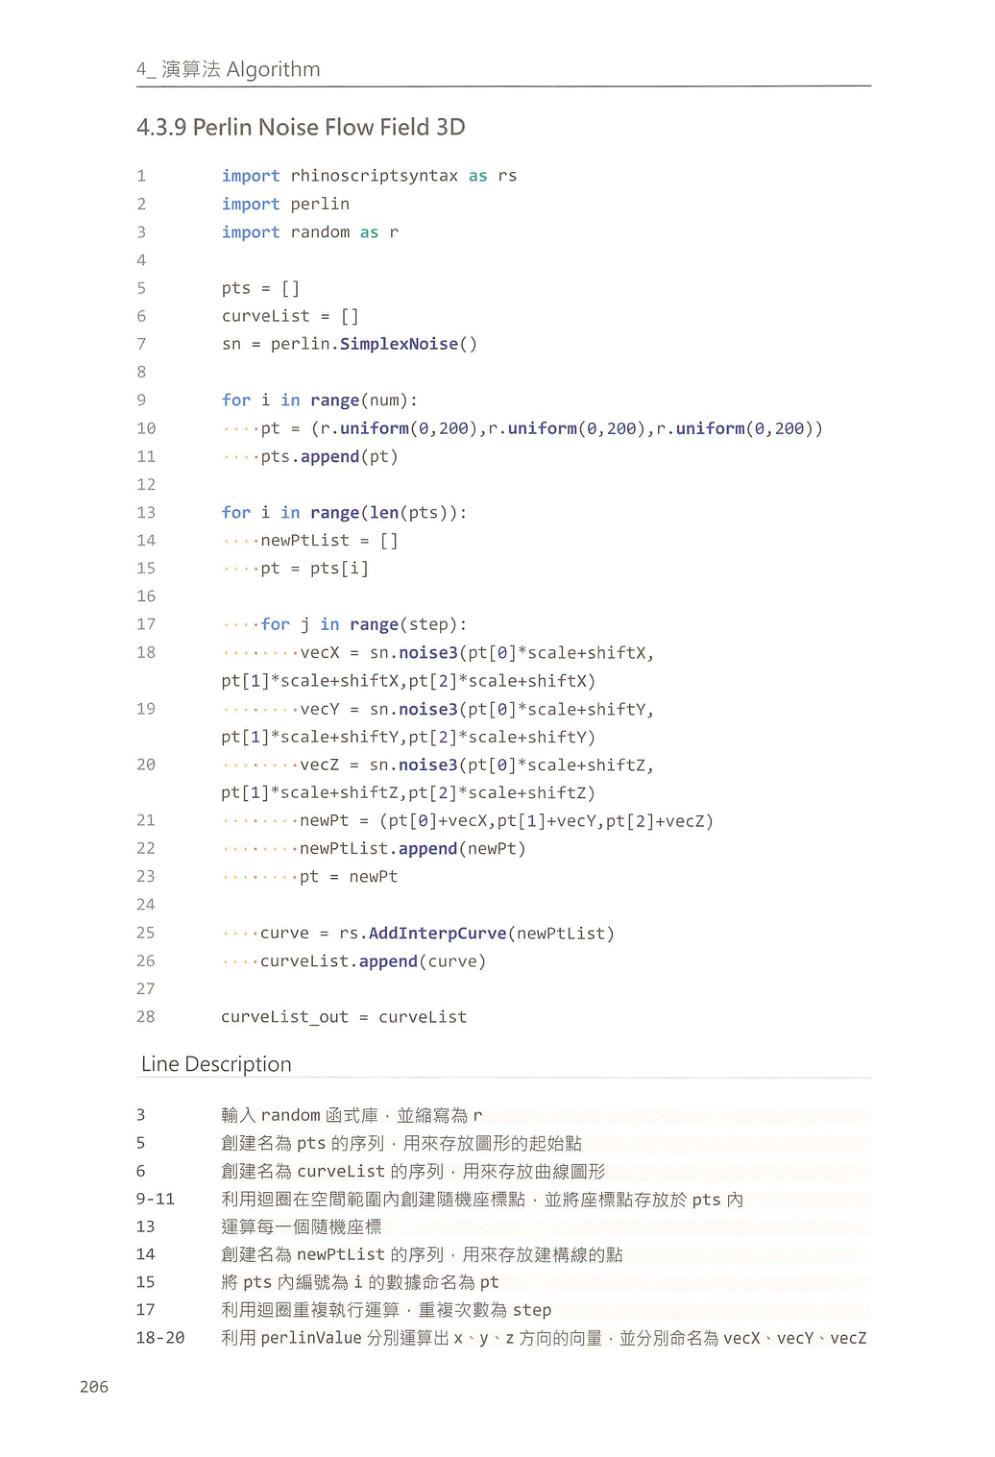 4_ 演算法 Algorithm
4.3.9 Perlin Noise Flow Field 3D
1 import rhinoscriptsyntax as rs
2 import perlin
3 import random as r
4
5 pts = []
6 curveList = []
7 sn = perlin.SimplexNoise()
8
9 for i in range(num):
10 ····pt = (r.uniform(0,200),r.uniform(0,200),r.uniform(0,200))
11 ····pts.append(pt)
12
13 for i in range(len(pts)):
14 ····newPtList = []
15 ····pt = pts[i]
16
17 ····for j in range(step):
18 ········vecX = sn.noise3(pt[0]*scale+shiftX,
pt[1]*scale+shiftX,pt[2]*scale+shiftX)
19 ········vecY = sn.noise3(pt[0]*scale+shiftY,
pt[1]*scale+shiftY,pt[2]*scale+shiftY)
20 ········vecZ = sn.noise3(pt[0]*scale+shiftZ,
pt[1]*scale+shiftZ,pt[2]*scale+shiftZ)
21 ········newPt = (pt[0]+vecX,pt[1]+vecY,pt[2]+vecZ)
22 ········newPtList.append(newPt)
23 ········pt = newPt
24
25 ····curve = rs.AddInterpCurve(newPtList)
26 ····curveList.append(curve)
27
28 curveList_out = curveList
Line Description
3 輸入 random 函式庫，並縮寫為 r
5 創建名為 pts 的序列，用來存放圖形的起始點
6 創建名為 curveList 的序列，用來存放曲線圖形
9-11 利用迴圈在空間範圍內創建隨機座標點，並將座標點存放於 pts 內
13 運算每一個隨機座標
14 創建名為 newPtList 的序列，用來存放建構線的點
15 將 pts 內編號為 i 的數據命名為 pt
17 利用迴圈重複執行運算，重複次數為 step
18-20 利用 perlinValue 分別運算出 x、y、z 方向的向量，並分別命名為 vecX、vecY、vecZ
206